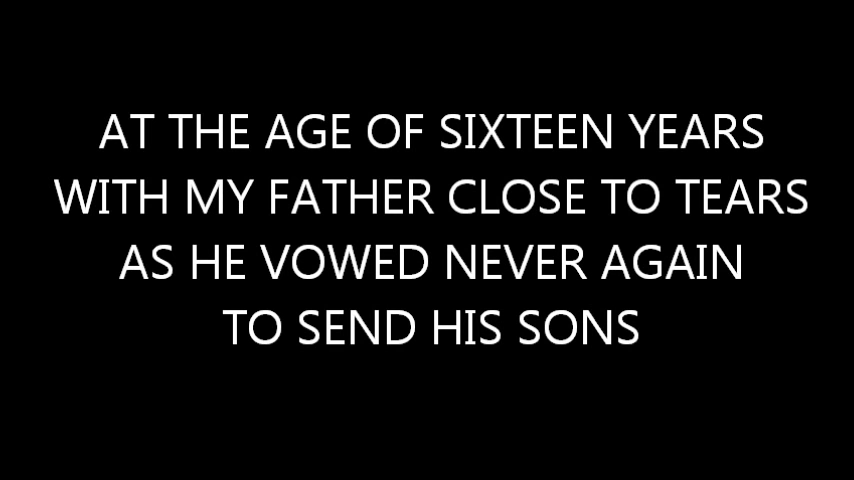 AT THE AGE OF SIXTEEN YEARS
WITH MY FATHER CLOSE TO TEARS
AS HE VOWED NEVER AGAIN
TO SEND HIS SONS